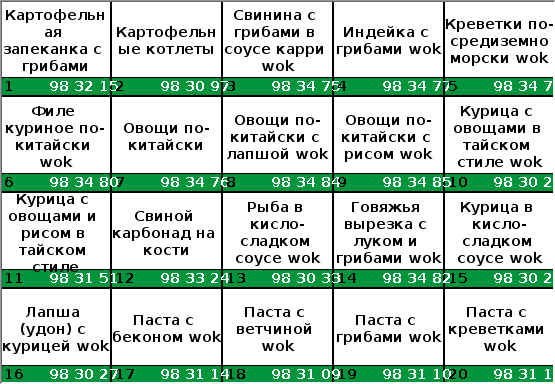 Картофельн
ая
запеканка с
грибами
1 98 32 15
Картофельн
ые котлеты
2 98 30 97
Свинина с
грибами в
соусе карри
wok
3 98 34 75
Индейка с
грибами wok
4 98 34 77
Креветки по-
средиземно
морски wok
5 98 34 7
Филе
куриное по-
китайски
wok
6 98 34 80
Овощи по-
китайски
7 98 34 76
Овощи по-
китайски с
лапшой wok
8 98 34 84
Овощи по-
китайски с
рисом wok
9 98 34 85
Курица с
овощами в
тайском
стиле wok
10 98 30 2
Курица с
овощами и
рисом в
тайском
стиле
11 98 31 51
Свиной
карбонад на
кости
12 98 33 24
Рыба в
кисло-
сладком
соусе wok
13 98 30 33
Говяжья
вырезка с
луком и
грибами wok
14 98 34 82
Курица в
кисло-
сладком
соусе wok
15 98 30 2
Лапша
(удон) с
курицей wok
16 98 30 27
Паста с
беконом wok
17 98 31 14
Паста с
ветчиной
wok
18 98 31 09
Паста с
грибами wok
19 98 31 10
Паста с
креветками
wok
20 98 31 1